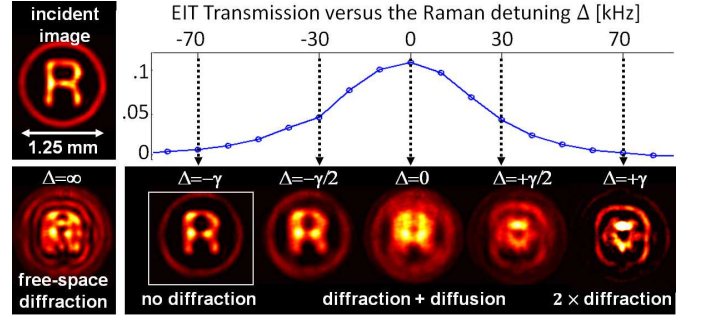 incident image
EIT Transmission versus the Raman detuning Δ [kHz]
-70 -30 0 30 70
.1
.05
0
R
1.25 mm
Δ=∞
Δ=−γ
Δ=−γ/2
Δ=0
Δ=+γ/2
Δ=+γ
R
R
R
R
free-space diffraction
no diffraction
diffraction + diffusion
2 × diffraction